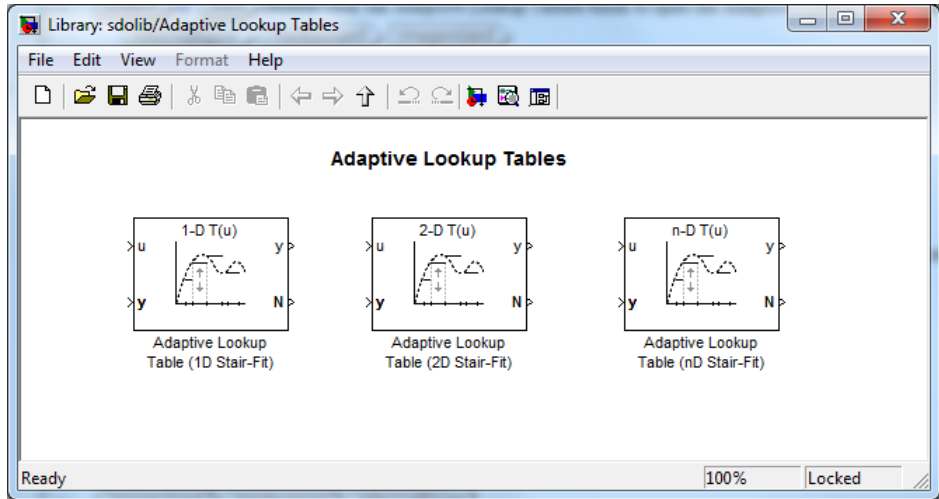 Library: sdolib/Adaptive Lookup Tables
File Edit View Format Help
Adaptive Lookup Tables
1-D T(u)
u
y
y
N
Adaptive Lookup
Table (1D Stair-Fit)
2-D T(u)
u
y
y
N
Adaptive Lookup
Table (2D Stair-Fit)
n-D T(u)
u
y
y
N
Adaptive Lookup
Table (nD Stair-Fit)
Ready 100% Locked